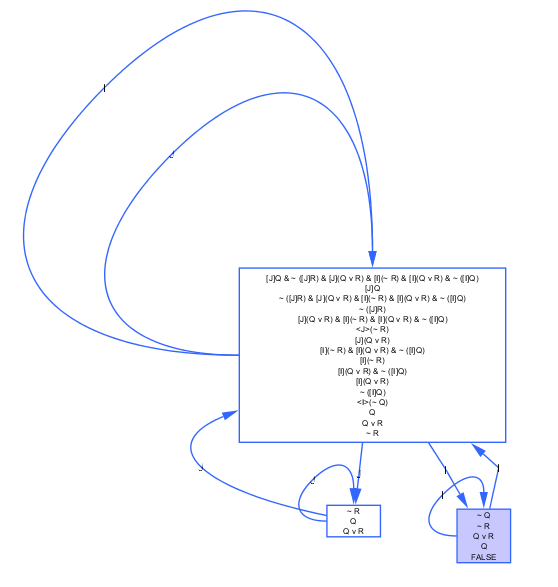 I
J
[J]Q & ~ ([J]R) & [J](Q v R) & [I](~ R) & [I](Q v R) & ~ ([I]Q)
[J]Q
~ ([J]R) & [J](Q v R) & [I](~ R) & [I](Q v R) & ~ ([I]Q)
~ ([J]R)
[J](Q v R) & [I](~ R) & [I](Q v R) & ~ ([I]Q)
<J>(~ R)
[J](Q v R)
[I](~ R) & [I](Q v R) & ~ ([I]Q)
[I](~ R)
[I](Q v R) & ~ ([I]Q)
[I](Q v R)
~ ([I]Q)
<I>(~ Q)
Q
Q v R
~ R
J
J
J
I
I
I
~ R
Q
Q v R
~ Q
~ R
Q v R
Q
FALSE